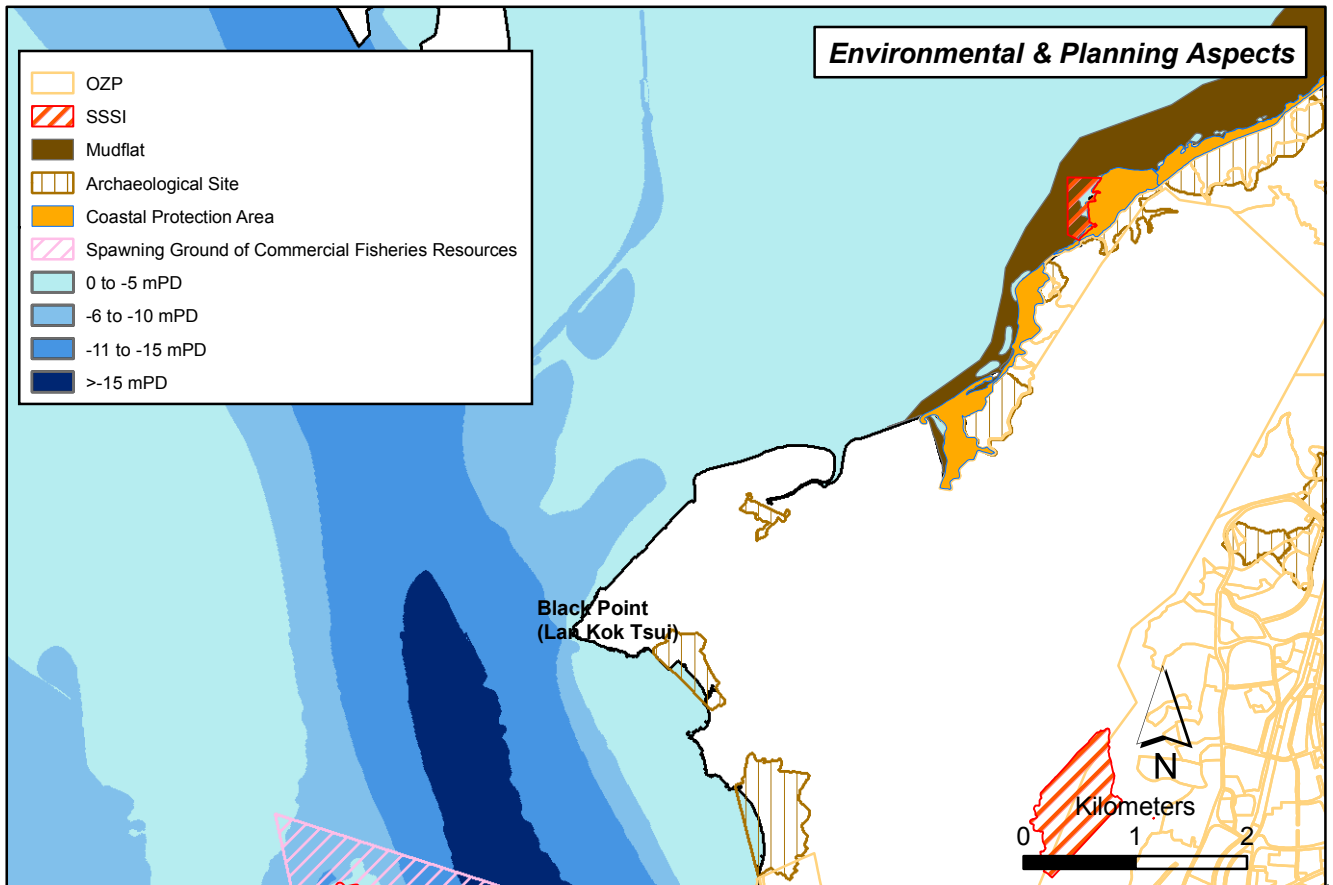 Environmental & Planning Aspects
OZP
SSSI
Mudflat
Archaeological Site
Coastal Protection Area
Spawning Ground of Commercial Fisheries Resources
0 to -5 mPD
-6 to -10 mPD
-11 to -15 mPD
>-15 mPD
Black Point
(Lan Kok Tsui)
N
Kilometers
0 1 2